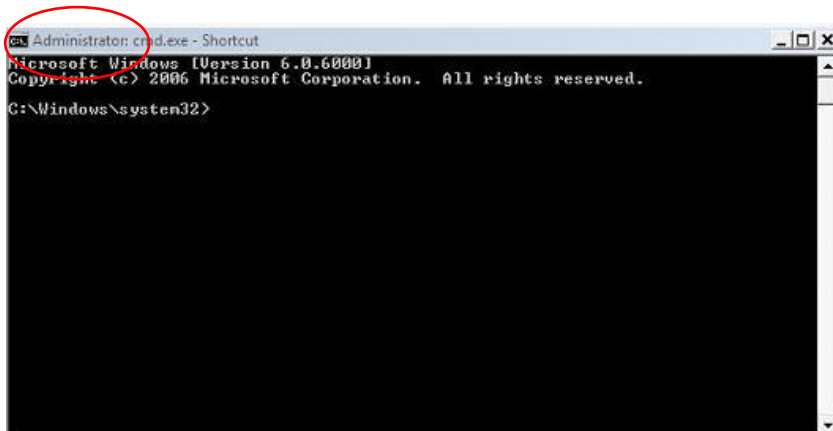 Administrator: cmd.exe - Shortcut
Microsoft Windows [Version 6.0.6000]
Copyright (c) 2006 Microsoft Corporation.  All rights reserved.
C:\Windows\system32>